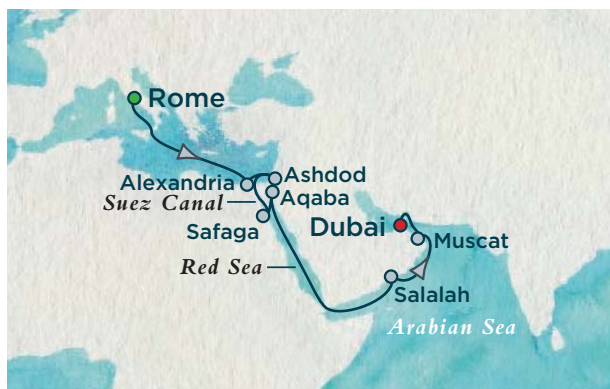 Rome
Ashdod
Alexandria
Aqaba
Suez Canal
Safaga
Dubai
Muscat
Red Sea
Salalah
Arabian Sea